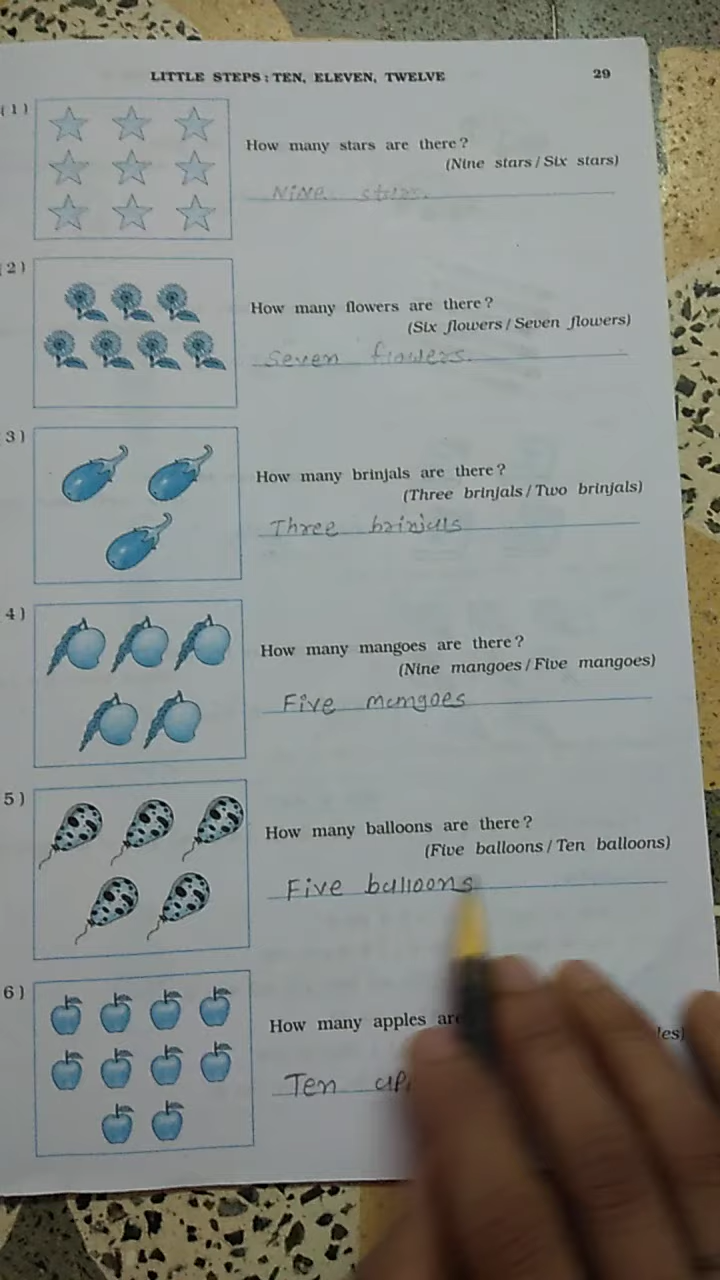 LITTLE STEPS : TEN, ELEVEN, TWELVE 29
(1)
How many stars are there?
(Nine stars / Six stars)
Nine stars.
2)
How many flowers are there?
(Six flowers / Seven flowers)
Seven flowers.
3)
How many brinjals are there?
(Three brinjals / Two brinjals)
Three brinjals
4)
How many mangoes are there?
(Nine mangoes / Five mangoes)
Five mangoes
5)
How many balloons are there?
(Five balloons / Ten balloons)
Five balloons
6)
How many apples are
les)
Ten ap